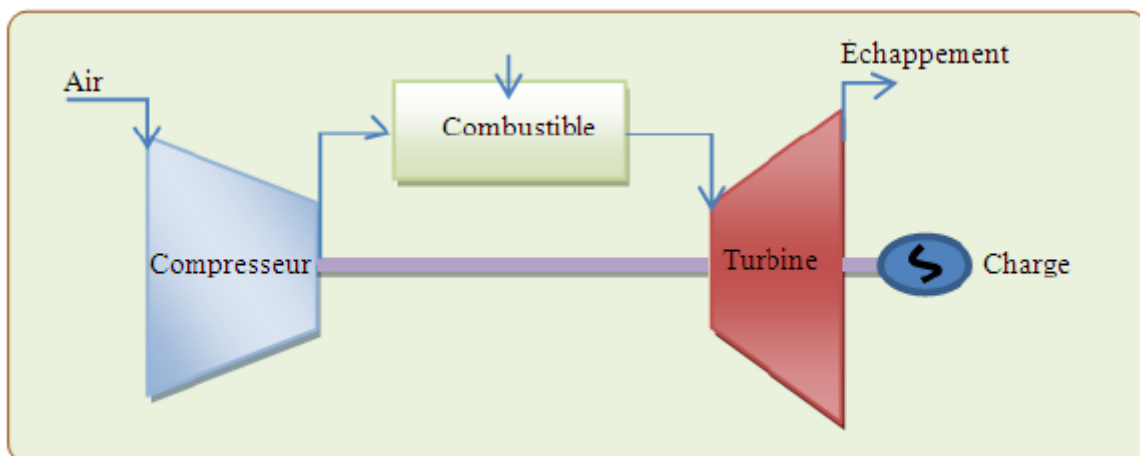 Échappement
Air
Combustible
Compresseur
Turbine
Charge